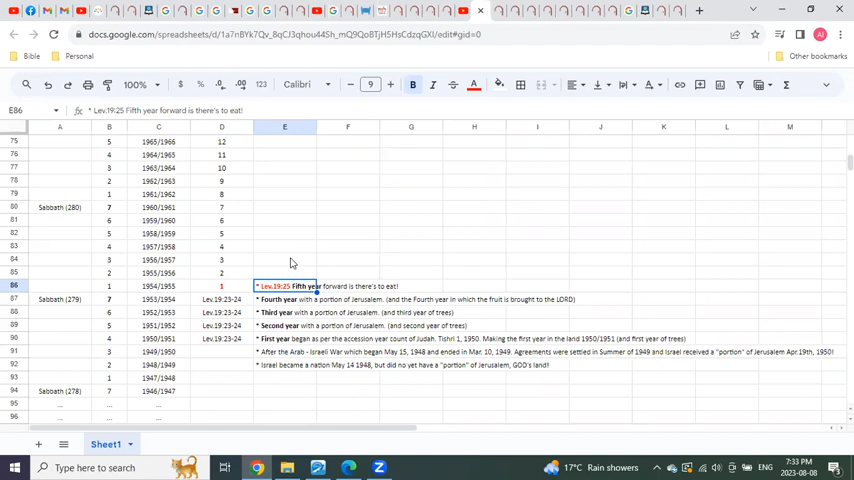 docs.google.com/spreadsheets/d/1a7nBYk7Qv_8qCJ3qhou44Sh_mQ9QoBTjH5HsCdzqGXI/edit#gid=0
Bible Personal Other bookmarks
100% $ % .0 .00 123 Calibri 9 B I A
E86 fx * Lev.19:25 Fifth year forward is there's to eat!
A B C D E F G H I J K L M
75 5 1965/1966 12
76 4 1964/1965 11
77 3 1963/1964 10
78 2 1962/1963 9
79 1 1961/1962 8
80 Sabbath (280) 7 1960/1961 7
81 6 1959/1960 6
82 5 1958/1959 5
83 4 1957/1958 4
84 3 1956/1957 3
85 2 1955/1956 2
86 1 1954/1955 1 * Lev.19:25 Fifth year forward is there's to eat!
87 Sabbath (279) 7 1953/1954 Lev.19:23-24 * Fourth year with a portion of Jerusalem. (and the Fourth year in which the fruit is brought to the LORD)
88 6 1952/1953 Lev.19:23-24 * Third year with a portion of Jerusalem. (and third year of trees)
89 5 1951/1952 Lev.19:23-24 * Second year with a portion of Jerusalem. (and second year of trees)
90 4 1950/1951 Lev.19:23-24 * First year began as per the accession year count of Judah. Tishri 1, 1950. Making the first year in the land 1950/1951 (and first year of trees)
91 3 1949/1950 * After the Arab - Israeli War which began May 15, 1948 and ended in Mar. 10, 1949. Agreements were settled in Summer of 1949 and Israel received a "portion" of Jerusalem Apr.19th, 1950!
92 2 1948/1949 * Israel became a nation May 14 1948, but did no yet have a "portion" of Jerusalem, GOD's land!
93 1 1947/1948
94 Sabbath (278) 7 1946/1947
95 ... ... ...
96 ... ... ...
Sheet1
Type here to search 17°C Rain showers ENG 7:33 PM
2023-08-08